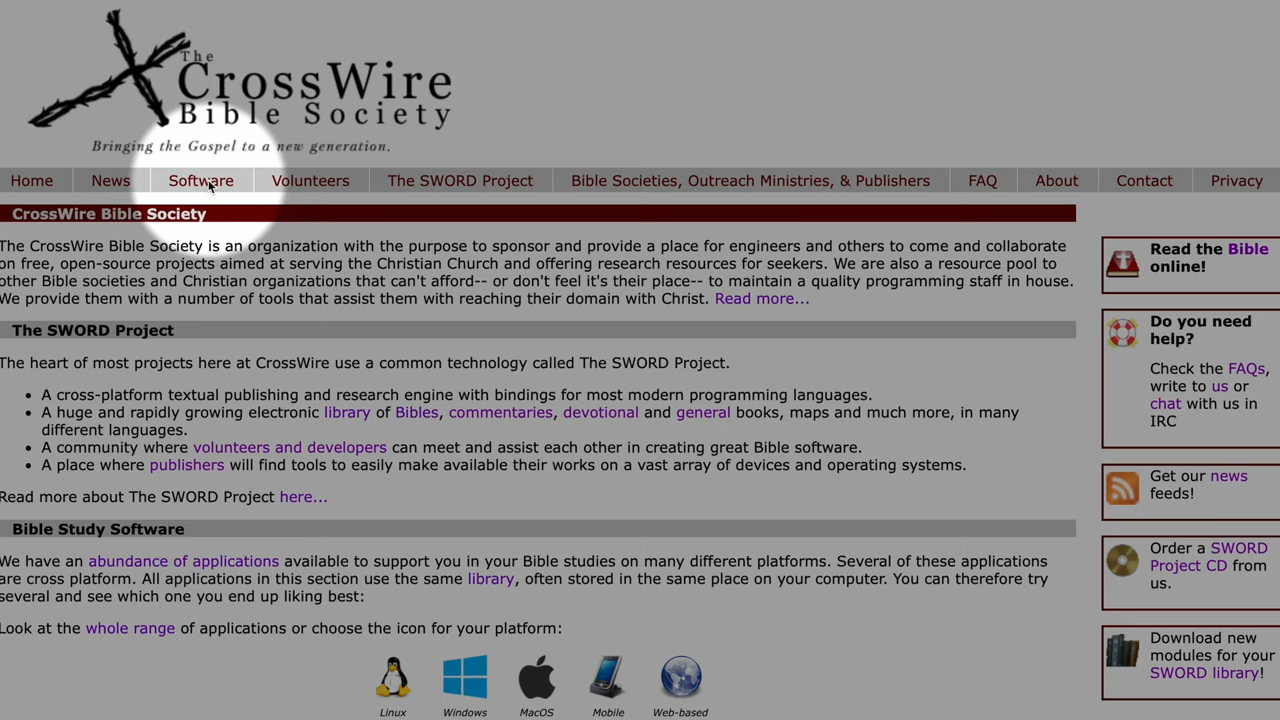 The
CrossWire
Bible Society
Bringing the Gospel to a new generation.
Home News Software Volunteers The SWORD Project Bible Societies, Outreach Ministries, & Publishers FAQ About Contact Privacy
CrossWire Bible Society
The CrossWire Bible Society is an organization with the purpose to sponsor and provide a place for engineers and others to come and collaborate
on free, open-source projects aimed at serving the Christian Church and offering research resources for seekers. We are also a resource pool to
other Bible societies and Christian organizations that can't afford-- or don't feel it's their place-- to maintain a quality programming staff in house.
We provide them with a number of tools that assist them with reaching their domain with Christ. Read more...
The SWORD Project
The heart of most projects here at CrossWire use a common technology called The SWORD Project.
• A cross-platform textual publishing and research engine with bindings for most modern programming languages.
• A huge and rapidly growing electronic library of Bibles, commentaries, devotional and general books, maps and much more, in many
different languages.
• A community where volunteers and developers can meet and assist each other in creating great Bible software.
• A place where publishers will find tools to easily make available their works on a vast array of devices and operating systems.
Read more about The SWORD Project here...
Bible Study Software
We have an abundance of applications available to support you in your Bible studies on many different platforms. Several of these applications
are cross platform. All applications in this section use the same library, often stored in the same place on your computer. You can therefore try
several and see which one you end up liking best:
Look at the whole range of applications or choose the icon for your platform:
Linux Windows MacOS Mobile Web-based
Read the Bible
online!
Do you need
help?
Check the FAQs,
write to us or
chat with us in
IRC
Get our news
feeds!
Order a SWORD
Project CD from
us.
Download new
modules for your
SWORD library!